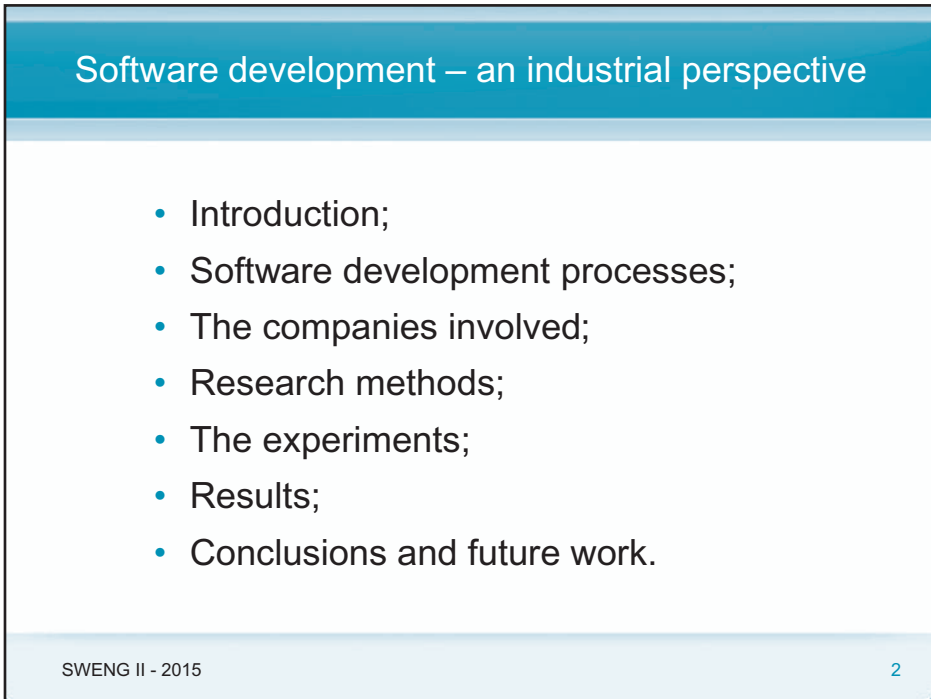 Software development – an industrial perspective
• Introduction;
• Software development processes;
• The companies involved;
• Research methods;
• The experiments;
• Results;
• Conclusions and future work.
SWENG II - 2015
2